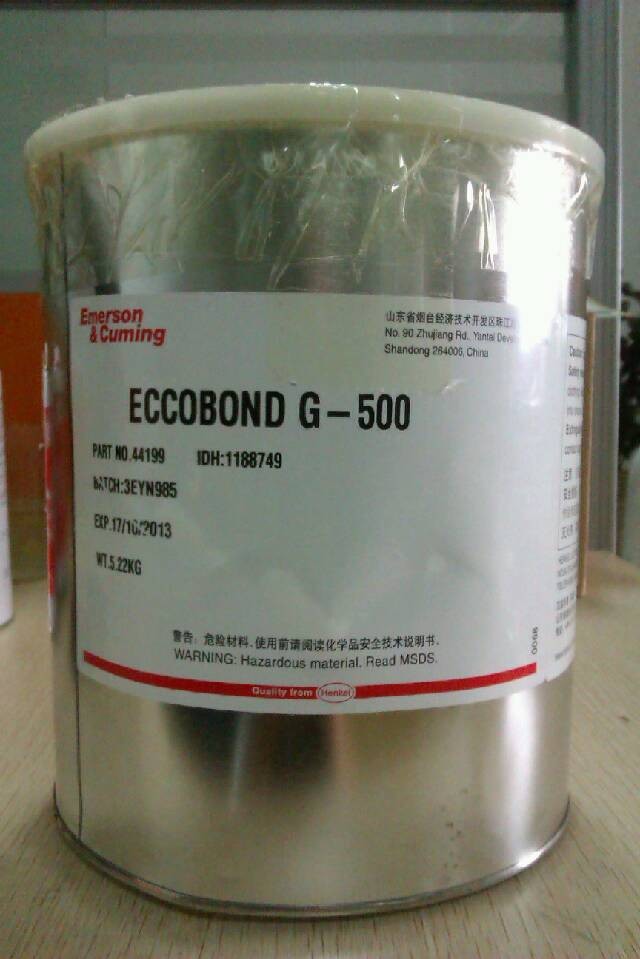 Emerson
& Cuming
山东省烟台经济技术开发区珠江
No. 90 Zhujiang Rd., Yantai
Shandong 264006, China
ECCOBOND G-500
PART NO.44199 IDH:1188749
BATCH:3EYN985
EXP.17/10/2013
WT.5.22KG
警告: 危险材料.使用前请阅读化学品安全技术说明书.
WARNING: Hazardous material. Read MSDS.
Quality from Henkel